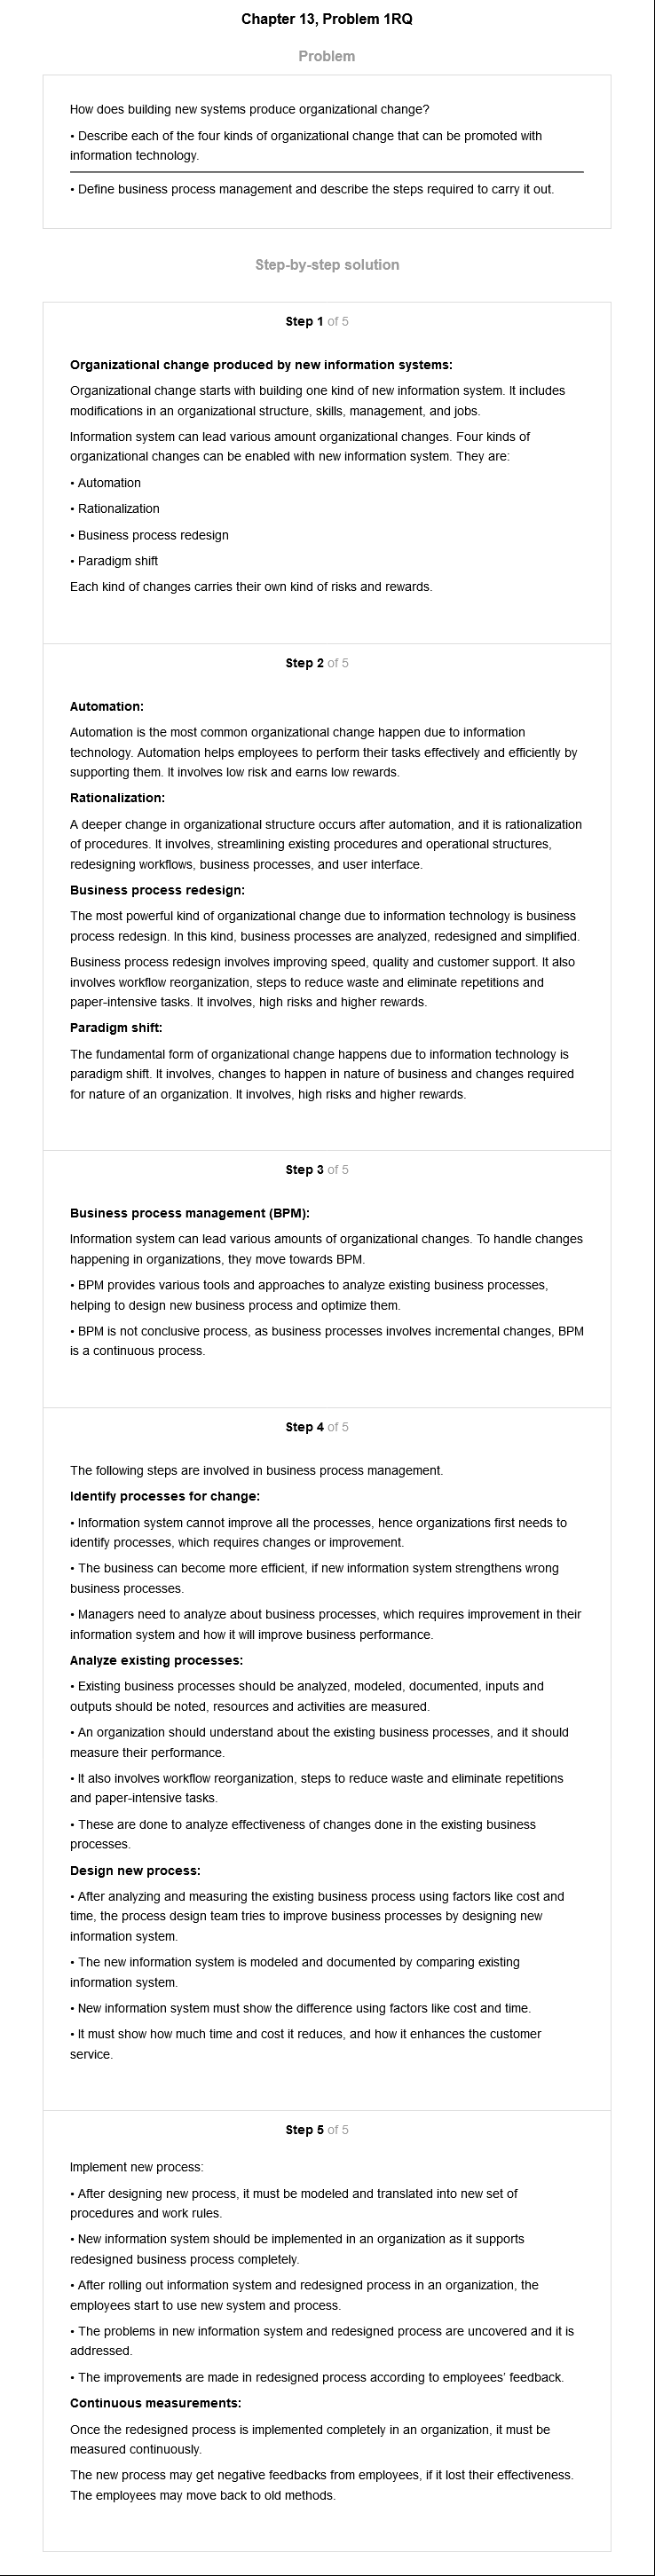 Chapter 13, Problem 1RQ
Problem
How does building new systems produce organizational change?
• Describe each of the four kinds of organizational change that can be promoted with
information technology.
• Define business process management and describe the steps required to carry it out.
Step-by-step solution
Step 1 of 5
Organizational change produced by new information systems:
Organizational change starts with building one kind of new information system. It includes
modifications in an organizational structure, skills, management, and jobs.
Information system can lead various amount organizational changes. Four kinds of
organizational changes can be enabled with new information system. They are:
• Automation
• Rationalization
• Business process redesign
• Paradigm shift
Each kind of changes carries their own kind of risks and rewards.
Step 2 of 5
Automation:
Automation is the most common organizational change happen due to information
technology. Automation helps employees to perform their tasks effectively and efficiently by
supporting them. It involves low risk and earns low rewards.
Rationalization:
A deeper change in organizational structure occurs after automation, and it is rationalization
of procedures. It involves, streamlining existing procedures and operational structures,
redesigning workflows, business processes, and user interface.
Business process redesign:
The most powerful kind of organizational change due to information technology is business
process redesign. In this kind, business processes are analyzed, redesigned and simplified.
Business process redesign involves improving speed, quality and customer support. It also
involves workflow reorganization, steps to reduce waste and eliminate repetitions and
paper-intensive tasks. It involves, high risks and higher rewards.
Paradigm shift:
The fundamental form of organizational change happens due to information technology is
paradigm shift. It involves, changes to happen in nature of business and changes required
for nature of an organization. It involves, high risks and higher rewards.
Step 3 of 5
Business process management (BPM):
Information system can lead various amounts of organizational changes. To handle changes
happening in organizations, they move towards BPM.
• BPM provides various tools and approaches to analyze existing business processes,
helping to design new business process and optimize them.
• BPM is not conclusive process, as business processes involves incremental changes, BPM
is a continuous process.
Step 4 of 5
The following steps are involved in business process management.
Identify processes for change:
• Information system cannot improve all the processes, hence organizations first needs to
identify processes, which requires changes or improvement.
• The business can become more efficient, if new information system strengthens wrong
business processes.
• Managers need to analyze about business processes, which requires improvement in their
information system and how it will improve business performance.
Analyze existing processes:
• Existing business processes should be analyzed, modeled, documented, inputs and
outputs should be noted, resources and activities are measured.
• An organization should understand about the existing business processes, and it should
measure their performance.
• It also involves workflow reorganization, steps to reduce waste and eliminate repetitions
and paper-intensive tasks.
• These are done to analyze effectiveness of changes done in the existing business
processes.
Design new process:
• After analyzing and measuring the existing business process using factors like cost and
time, the process design team tries to improve business processes by designing new
information system.
• The new information system is modeled and documented by comparing existing
information system.
• New information system must show the difference using factors like cost and time.
• It must show how much time and cost it reduces, and how it enhances the customer
service.
Step 5 of 5
Implement new process:
• After designing new process, it must be modeled and translated into new set of
procedures and work rules.
• New information system should be implemented in an organization as it supports
redesigned business process completely.
• After rolling out information system and redesigned process in an organization, the
employees start to use new system and process.
• The problems in new information system and redesigned process are uncovered and it is
addressed.
• The improvements are made in redesigned process according to employees' feedback.
Continuous measurements:
Once the redesigned process is implemented completely in an organization, it must be
measured continuously.
The new process may get negative feedbacks from employees, if it lost their effectiveness.
The employees may move back to old methods.